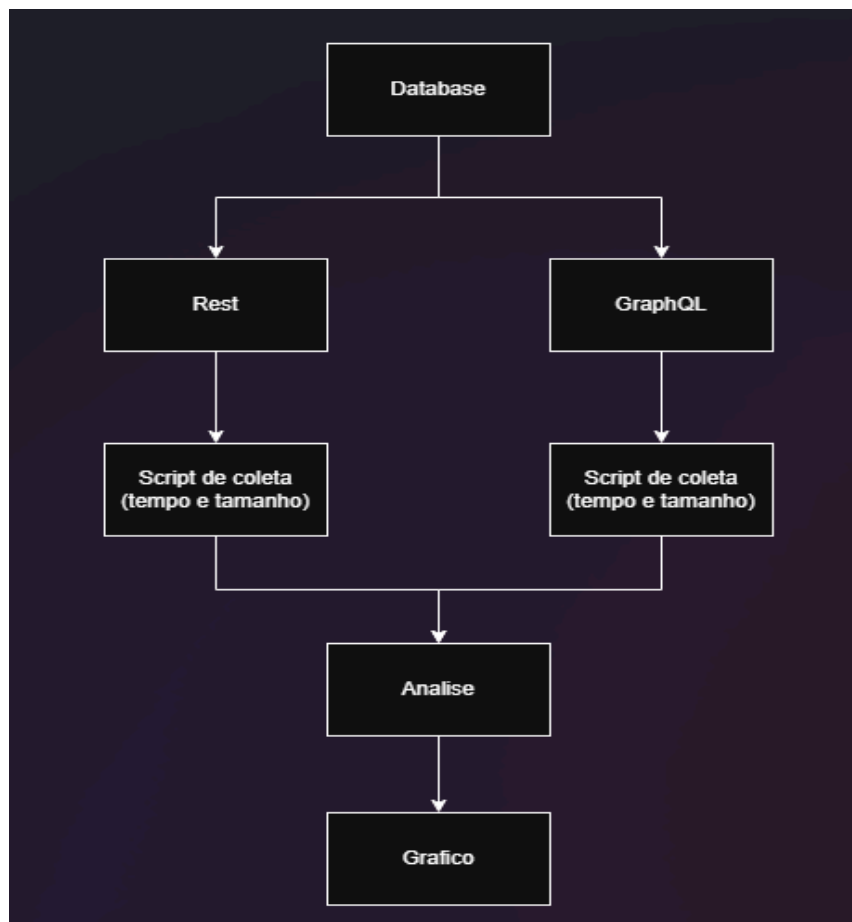 Database
Rest
GraphQL
Script de coleta
(tempo e tamanho)
Script de coleta
(tempo e tamanho)
Analise
Grafico